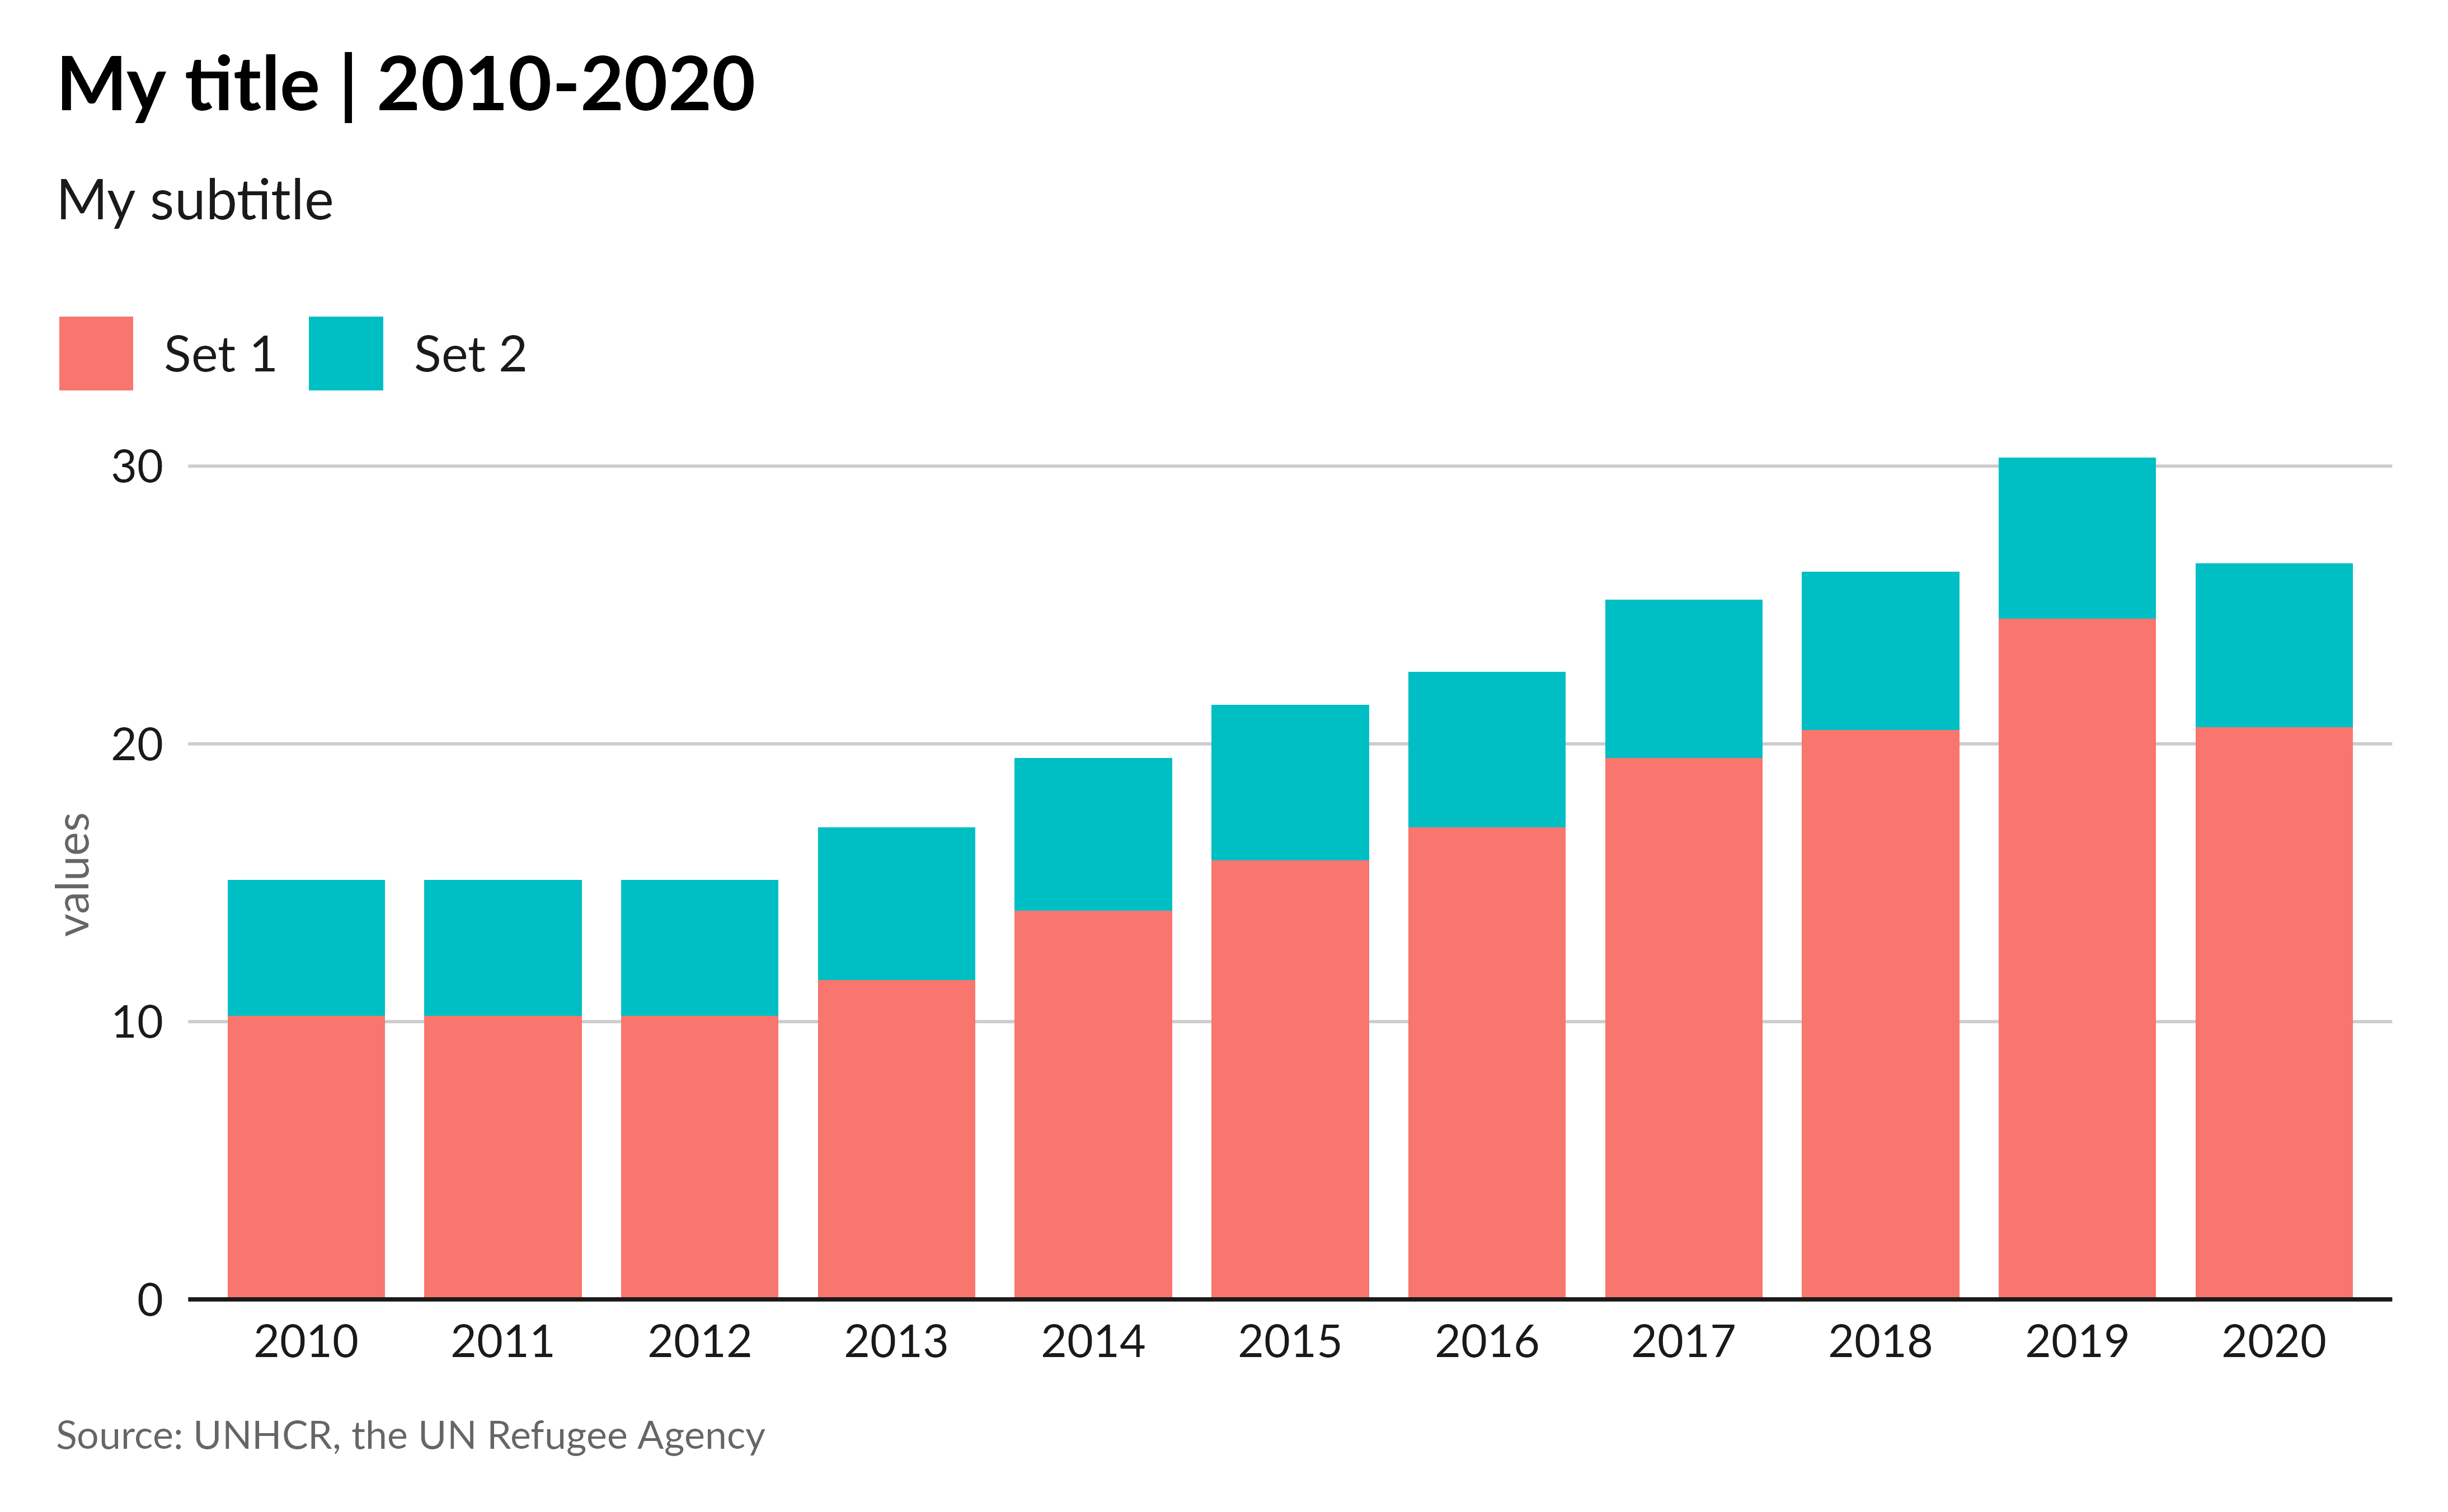 My title | 2010-2020
My subtitle
Set 1 Set 2
30
20
values
10
0
2010 2011 2012 2013 2014 2015 2016 2017 2018 2019 2020
Source: UNHCR, the UN Refugee Agency